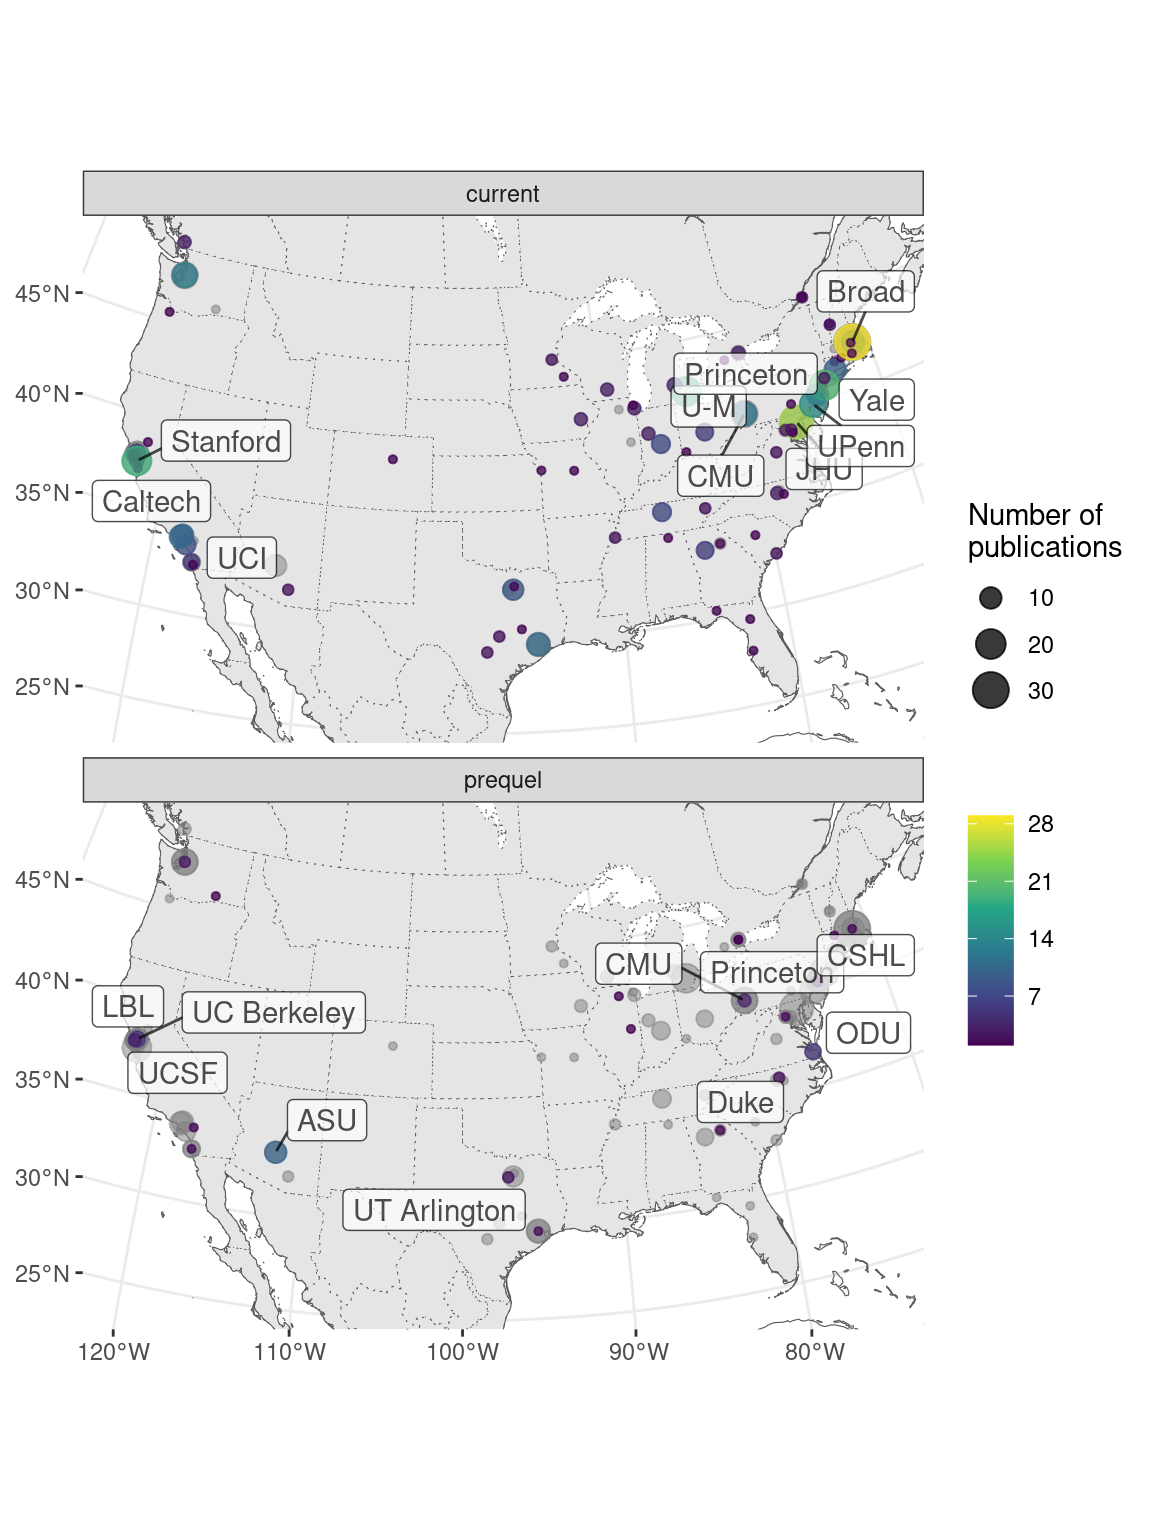 current
45°N
40°N
35°N
30°N
25°N
Broad
Princeton
U-M
Yale
UPenn
CMU
JHU
Stanford
Caltech
UCI
prequel
45°N
40°N
35°N
30°N
25°N
CMU
Princeton
CSHL
LBL
UC Berkeley
ODU
UCSF
Duke
ASU
UT Arlington
120°W
110°W
100°W
90°W
80°W
Number of
publications
10
20
30
28
21
14
7